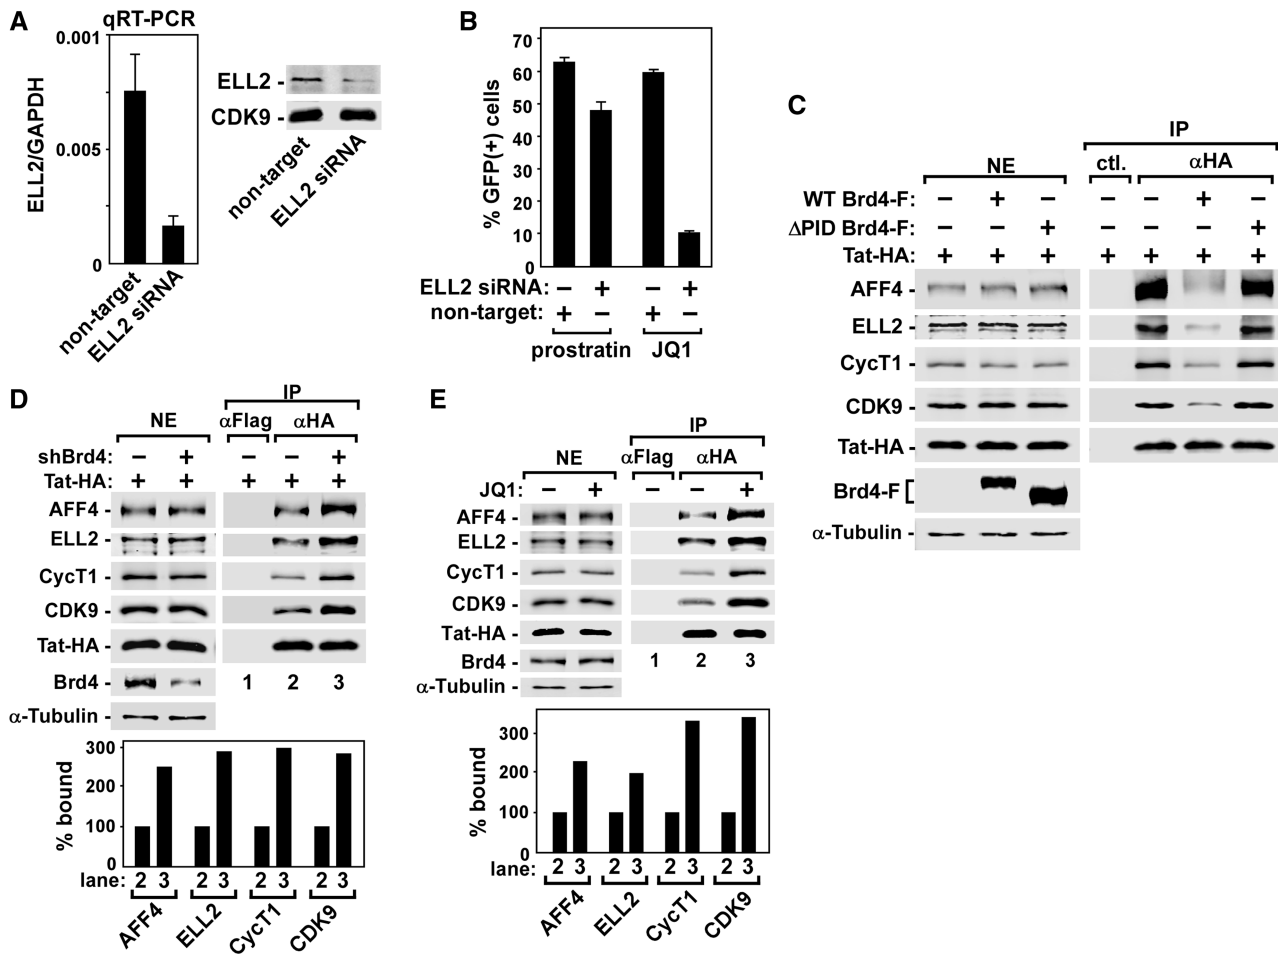 A
qRT-PCR
0.001
0.005
0
ELL2/GAPDH
non-target
ELL2 siRNA
ELL2 -
CDK9 -
non-target
ELL2 siRNA
B
70
60
50
40
30
20
10
0
% GFP(+) cells
ELL2 siRNA: – + – +
non-target: + – + –
prostratin JQ1
C
IP
NE ctl. αHA
WT Brd4-F: – + – – – + –
ΔPID Brd4-F: – – + – – – +
Tat-HA: + + + + + + +
AFF4 -
ELL2 -
CycT1 -
CDK9 -
Tat-HA -
Brd4-F [
α-Tubulin -
D
IP
NE αFlag αHA
shBrd4: – + – – +
Tat-HA: + + + + +
AFF4 -
ELL2 -
CycT1 -
CDK9 -
Tat-HA -
Brd4 - 1 2 3
α-Tubulin -
300
200
100
0
% bound
lane: 2 3 2 3 2 3 2 3
AFF4 ELL2 CycT1 CDK9
E
IP
NE αFlag αHA
JQ1: – + – – +
AFF4 -
ELL2 -
CycT1 -
CDK9 -
Tat-HA -
Brd4 - 1 2 3
α-Tubulin -
300
200
100
0
% bound
lane: 2 3 2 3 2 3 2 3
AFF4 ELL2 CycT1 CDK9